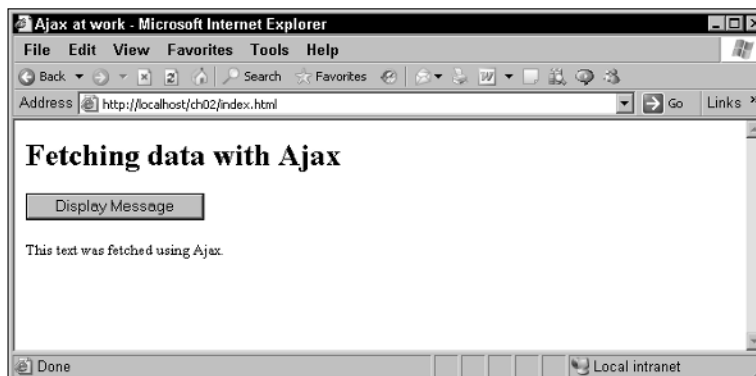 Ajax at work - Microsoft Internet Explorer
File Edit View Favorites Tools Help
Back Search Favorites
Address http://localhost/ch02/index.html Go Links »
Fetching data with Ajax
Display Message
This text was fetched using Ajax.
Done Local intranet